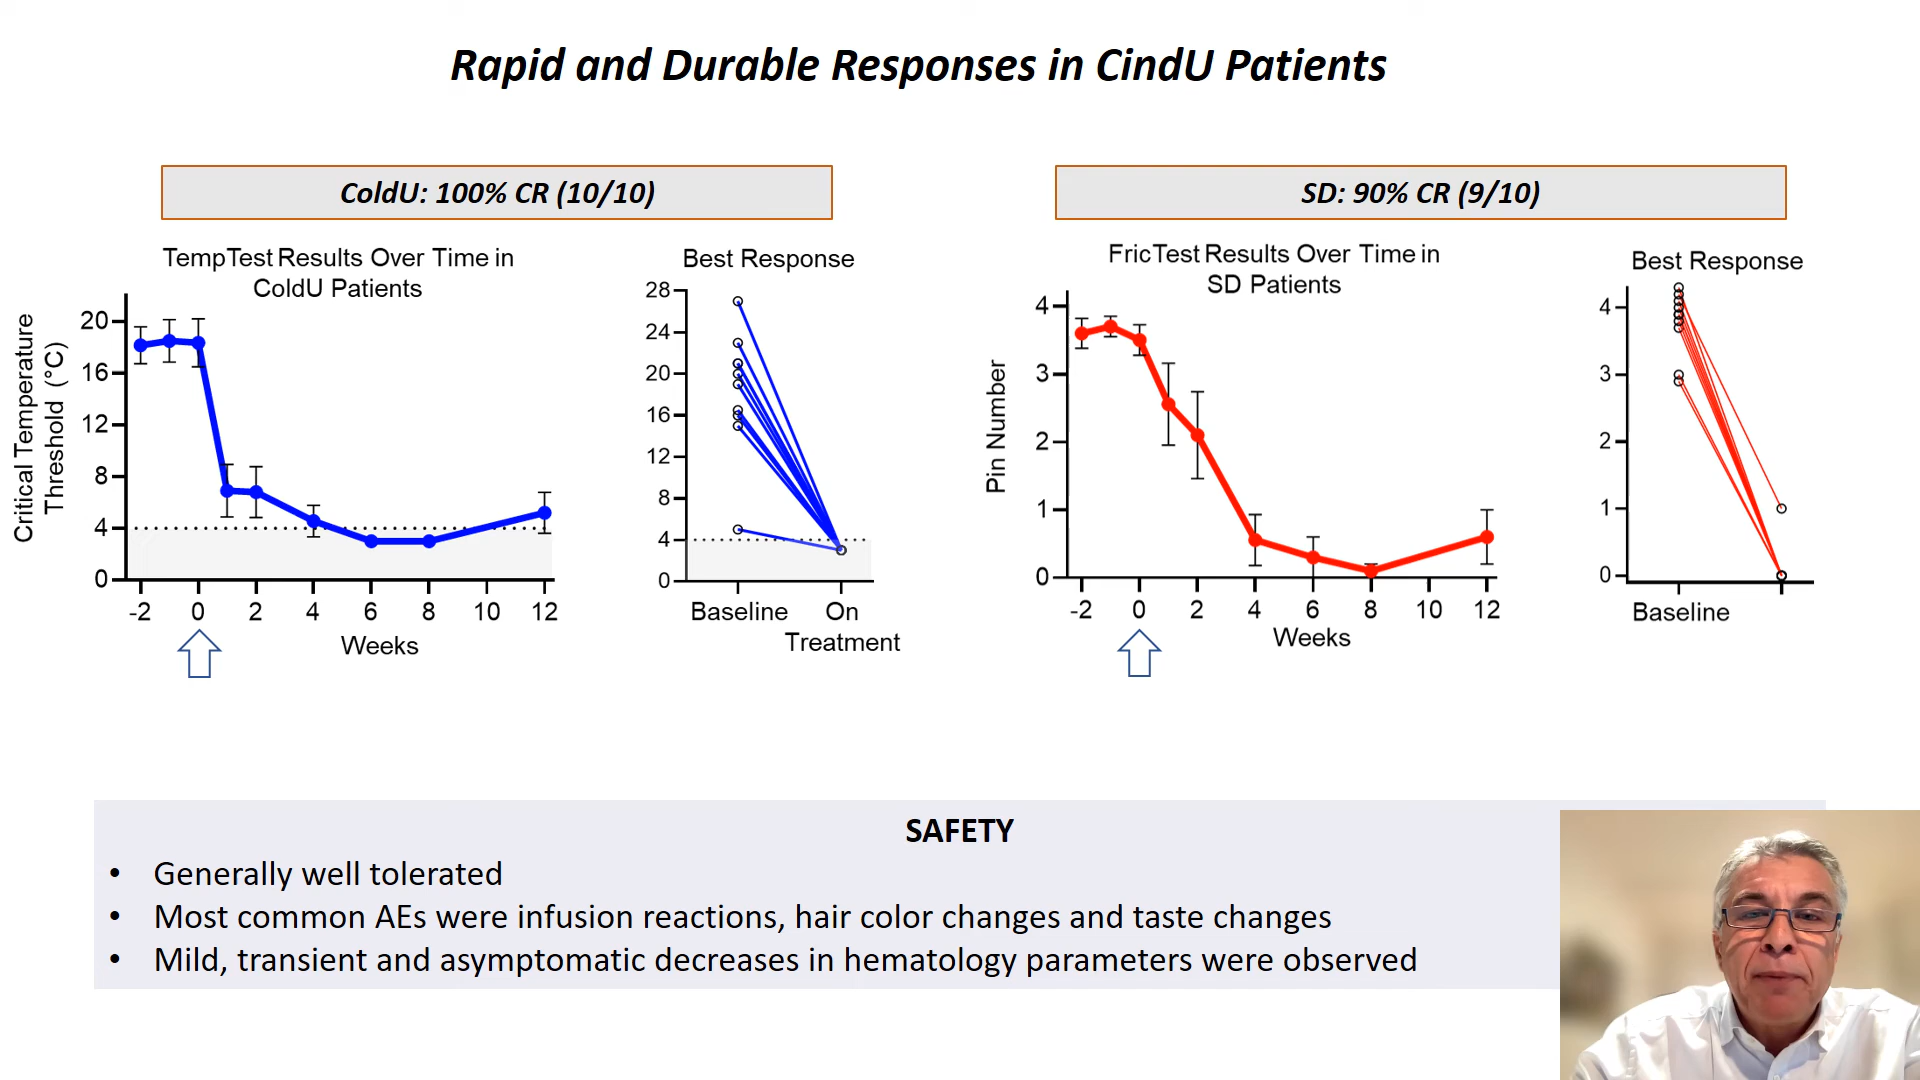 Rapid and Durable Responses in CindU Patients
ColdU: 100% CR (10/10)
SD: 90% CR (9/10)
TempTest Results Over Time in
ColdU Patients
Critical Temperature
Threshold (°C)
20
16
12
8
4
0
-2 0 2 4 6 8 10 12
Weeks
Best Response
28
24
20
16
12
8
4
0
Baseline On
Treatment
FricTest Results Over Time in
SD Patients
Pin Number
4
3
2
1
0
-2 0 2 4 6 8 10 12
Weeks
Best Response
4
3
2
1
0
Baseline
SAFETY
• Generally well tolerated
• Most common AEs were infusion reactions, hair color changes and taste changes
• Mild, transient and asymptomatic decreases in hematology parameters were observed